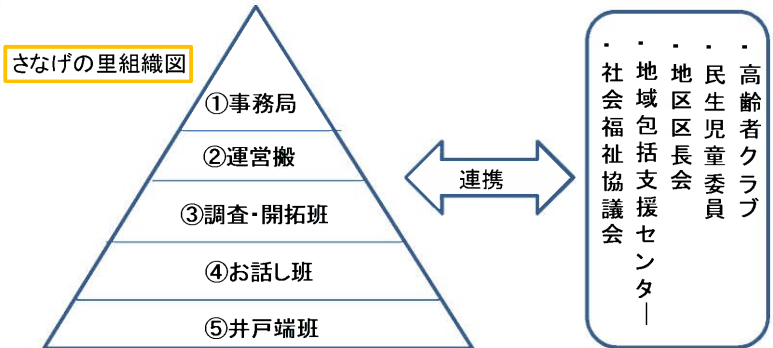 さなげの里組織図
①事務局
②運営搬
③調査・開拓班
④お話し班
⑤井戸端班
連携
・高齢者クラブ
・民生児童委員
・地区区長会
・地域包括支援センター
・社会福祉協議会